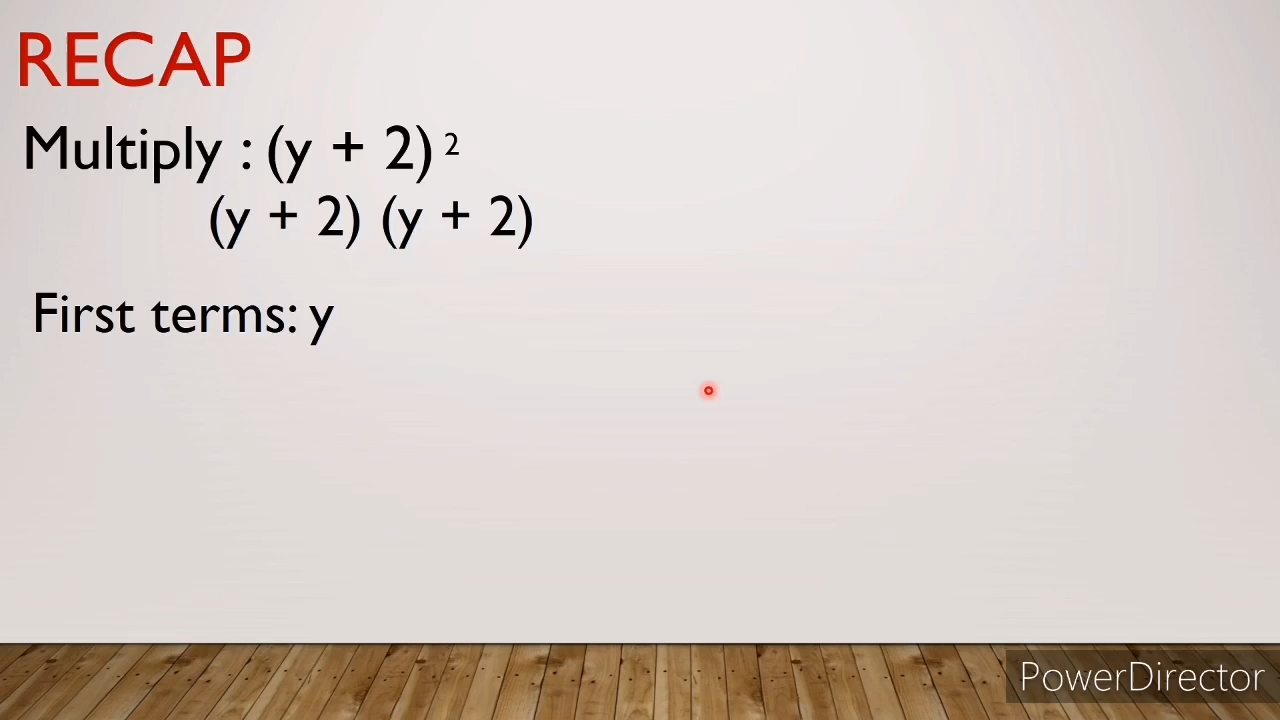 RECAP
Multiply : (y + 2) ²
(y + 2) (y + 2)
First terms: y
PowerDirector